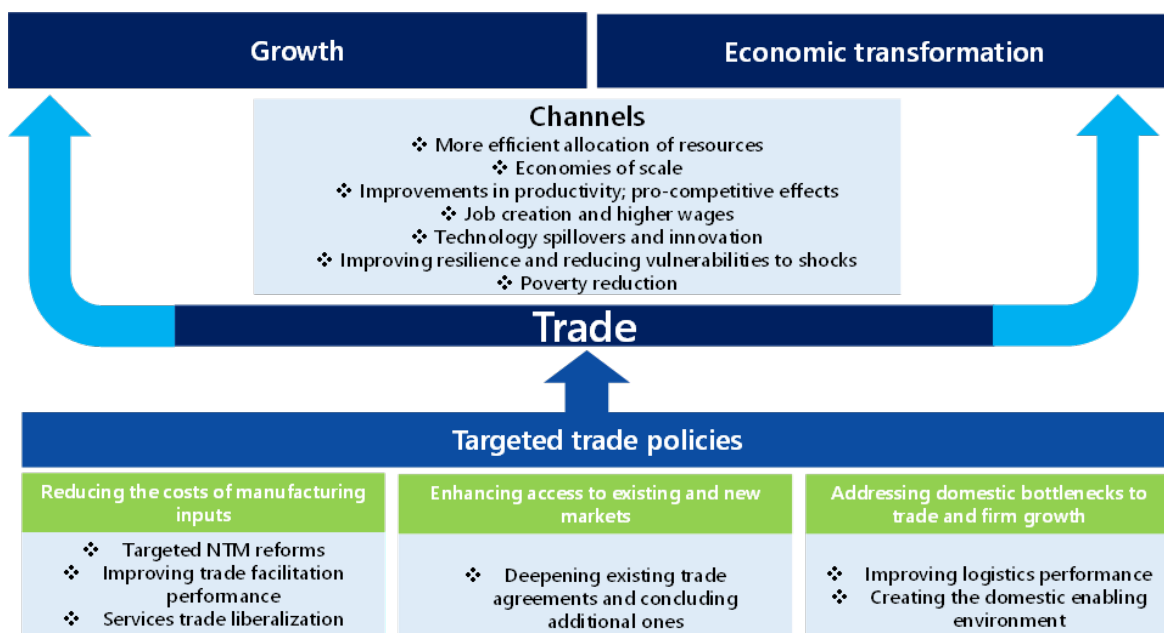 Growth
Economic transformation
Channels
❖ More efficient allocation of resources
❖ Economies of scale
❖ Improvements in productivity; pro-competitive effects
❖ Job creation and higher wages
❖ Technology spillovers and innovation
❖ Improving resilience and reducing vulnerabilities to shocks
❖ Poverty reduction
Trade
Targeted trade policies
Reducing the costs of manufacturing
inputs
❖ Targeted NTM reforms
❖ Improving trade facilitation
performance
❖ Services trade liberalization
Enhancing access to existing and new
markets
❖ Deepening existing trade
agreements and concluding
additional ones
Addressing domestic bottlenecks to
trade and firm growth
❖ Improving logistics performance
❖ Creating the domestic enabling
environment